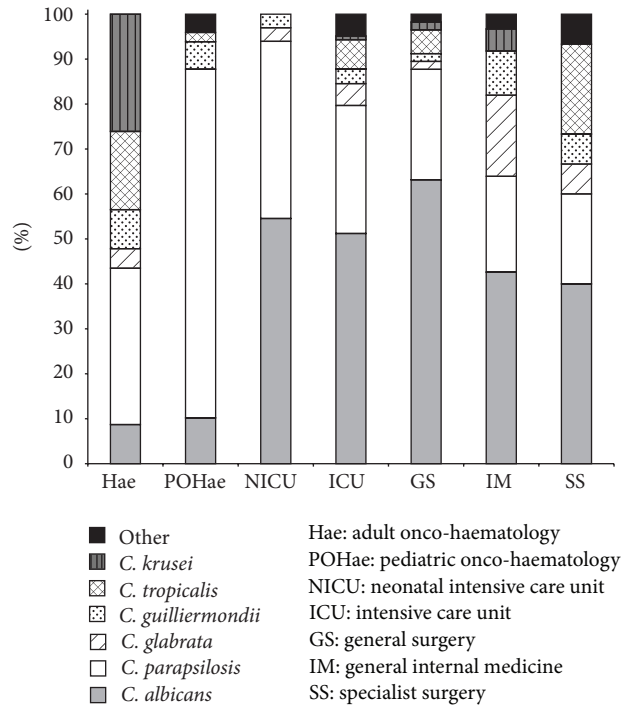 100
90
80
70
60
50
40
30
20
10
0
(%)
Hae POHae NICU ICU GS IM SS
Other
C. krusei
C. tropicalis
C. guilliermondii
C. glabrata
C. parapsilosis
C. albicans
Hae: adult onco-haematology
POHae: pediatric onco-haematology
NICU: neonatal intensive care unit
ICU: intensive care unit
GS: general surgery
IM: general internal medicine
SS: specialist surgery